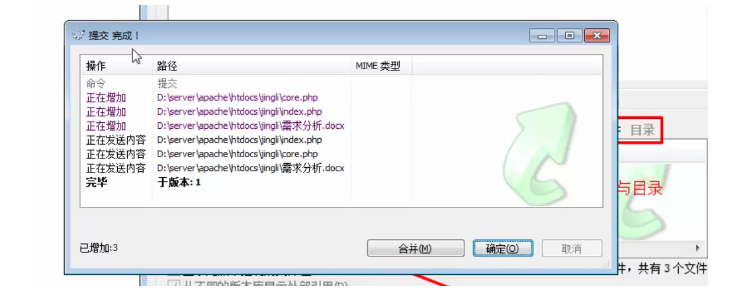 提交 完成！
操作 路径 MIME 类型
命令 提交
正在增加 D:\server\apache\htdocs\jingli\core.php
正在增加 D:\server\apache\htdocs\jingli\index.php
正在增加 D:\server\apache\htdocs\jingli\需求分析.docx
正在发送内容 D:\server\apache\htdocs\jingli\index.php
正在发送内容 D:\server\apache\htdocs\jingli\core.php
正在发送内容 D:\server\apache\htdocs\jingli\需求分析.docx
完毕 于版本: 1
: 目录
与目录
已增加:3
合并(M) 确定(O) 取消
件，共有 3 个文件